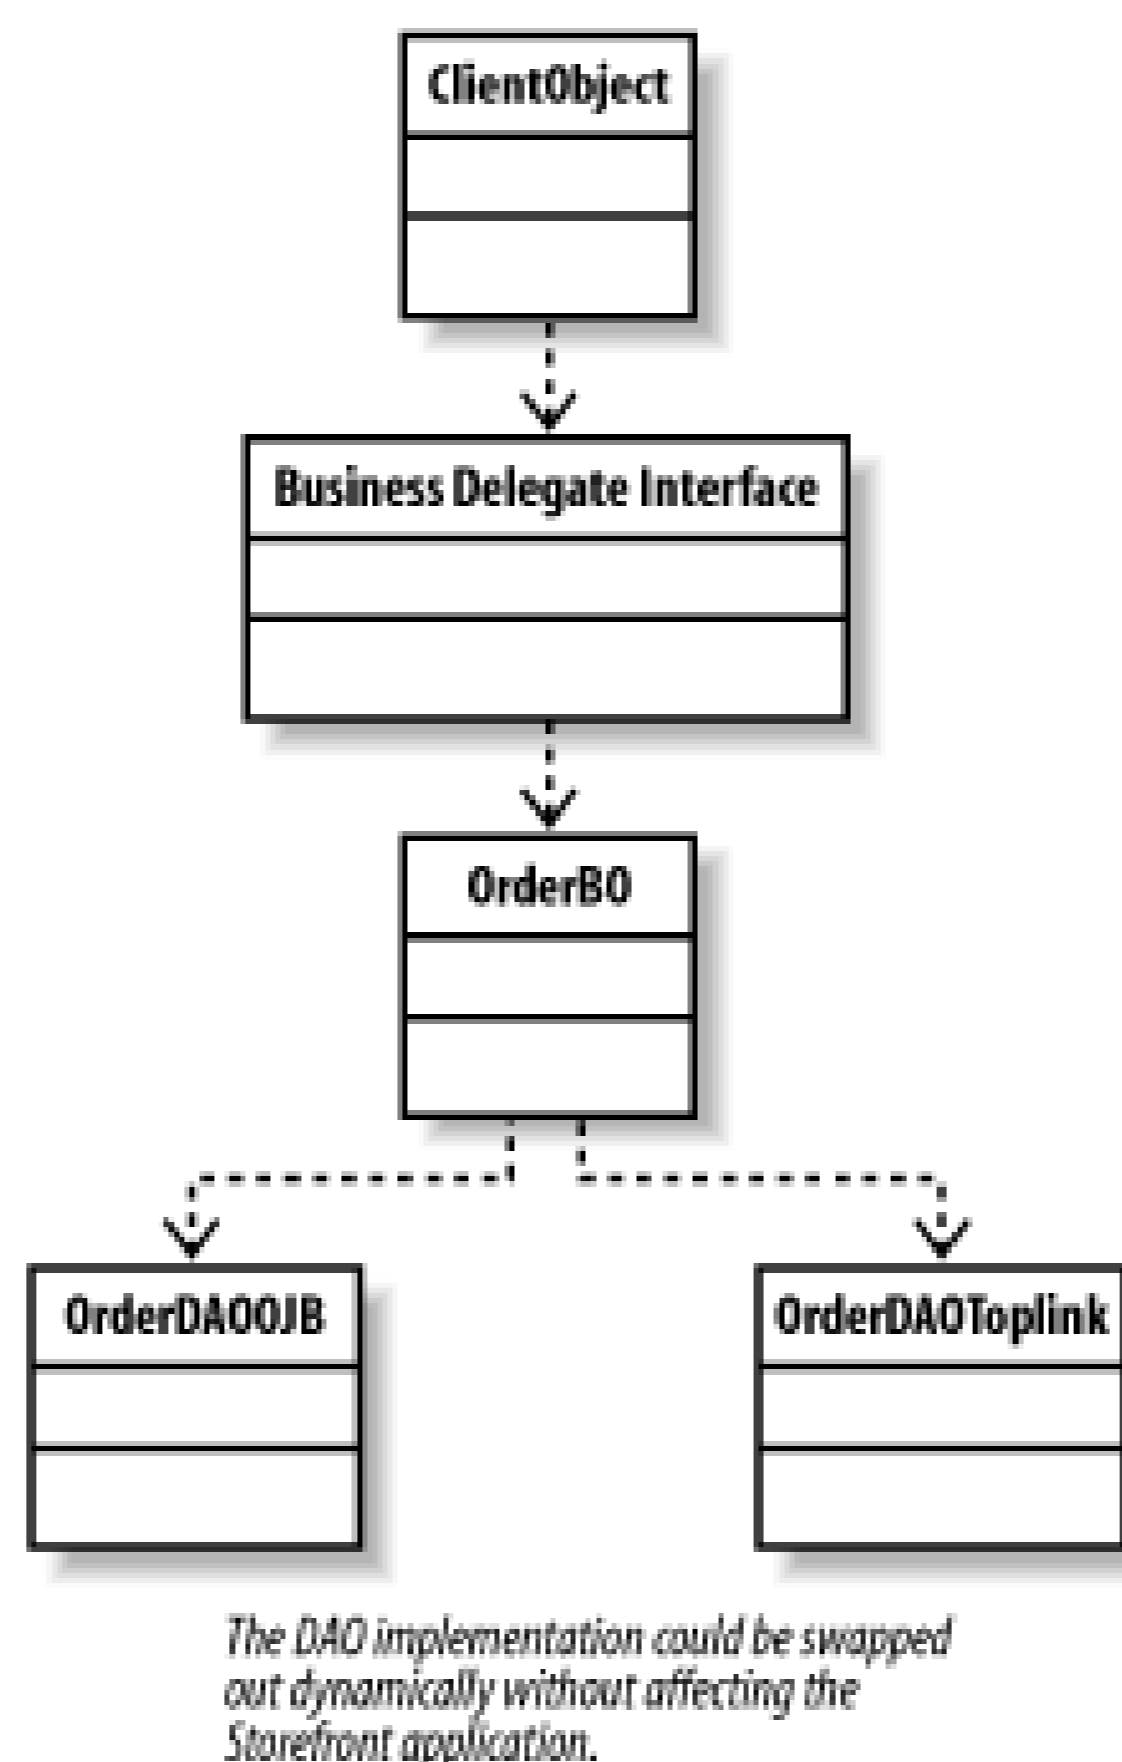 ClientObject
Business Delegate Interface
OrderBO
OrderDAOOJB
OrderDAOToplink
The DAO implementation could be swapped
out dynamically without affecting the
Storefront application.